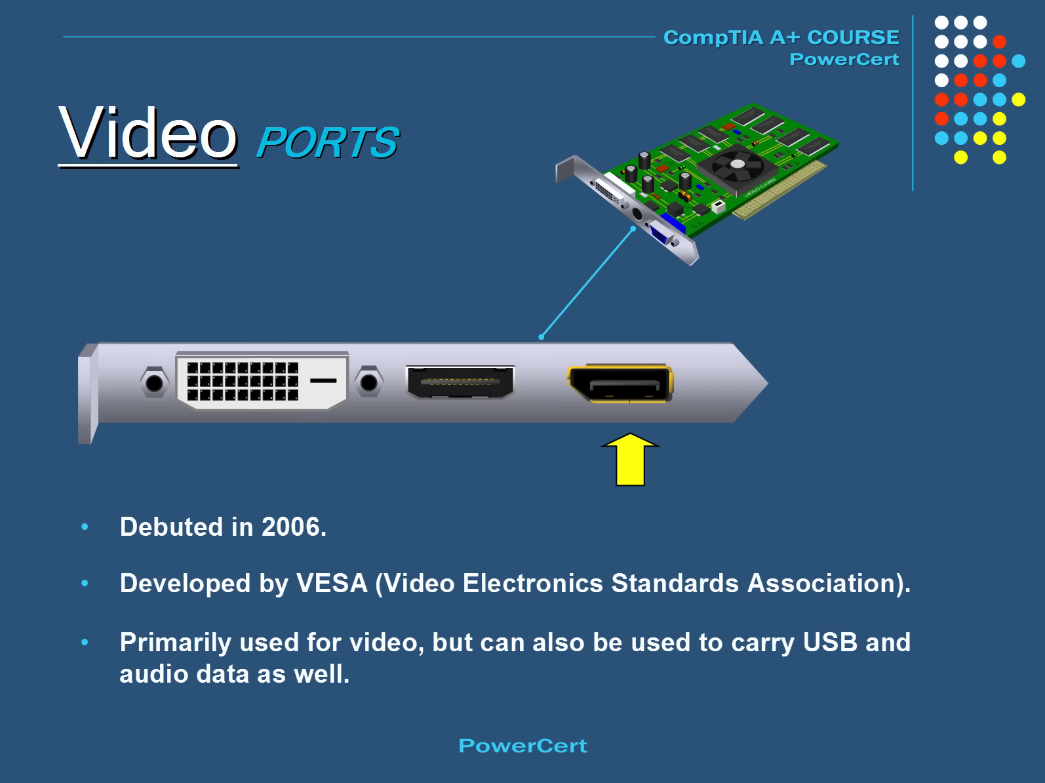 CompTIA A+ COURSE
PowerCert
Video PORTS
• Debuted in 2006.
• Developed by VESA (Video Electronics Standards Association).
• Primarily used for video, but can also be used to carry USB and
audio data as well.
PowerCert